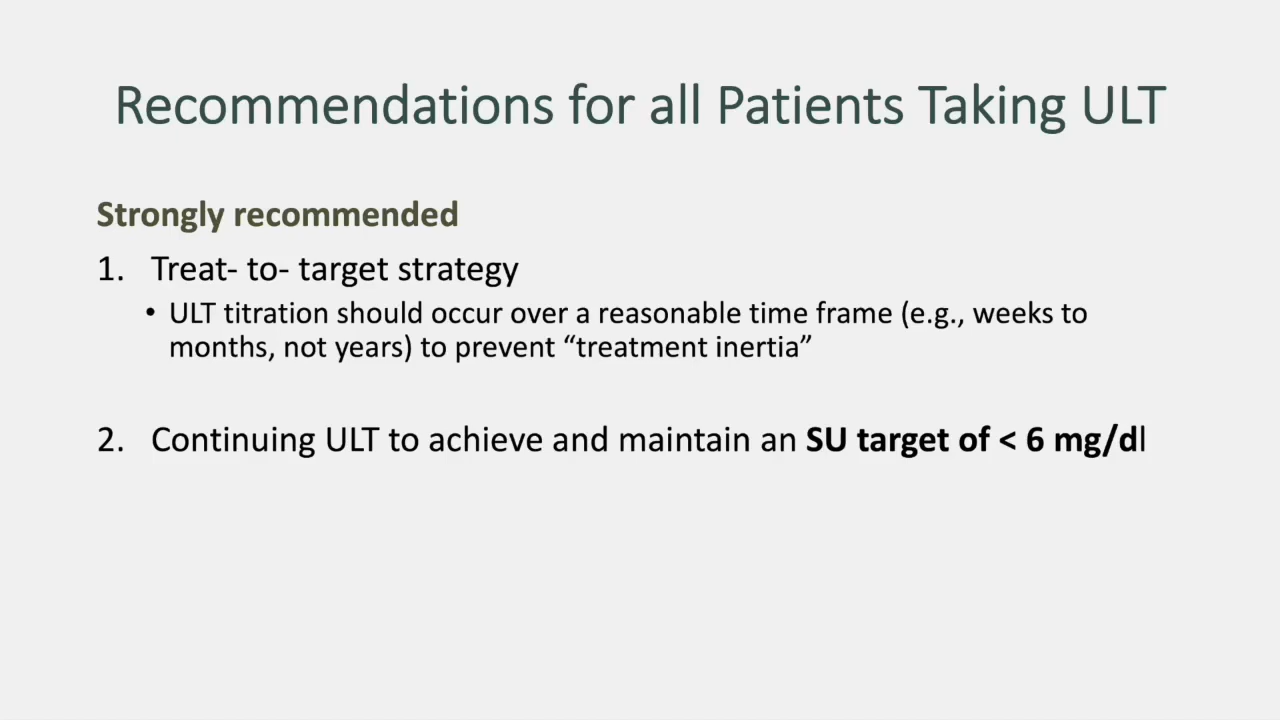 Recommendations for all Patients Taking ULT
Strongly recommended
1. Treat- to- target strategy
• ULT titration should occur over a reasonable time frame (e.g., weeks to
months, not years) to prevent “treatment inertia”
2. Continuing ULT to achieve and maintain an SU target of < 6 mg/dl